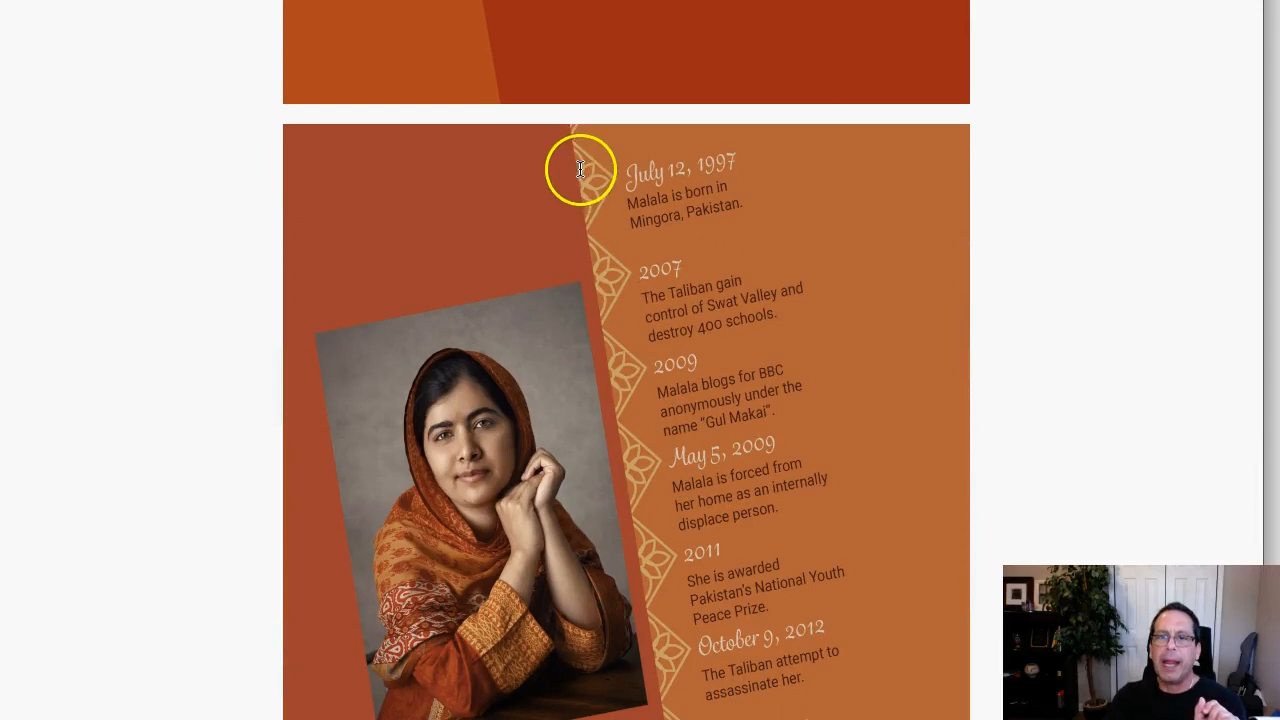 July 12, 1997
Malala is born in
Mingora, Pakistan.
2007
The Taliban gain
control of Swat Valley and
destroy 400 schools.
2009
Malala blogs for BBC
anonymously under the
name “Gul Makai”.
May 5, 2009
Malala is forced from
her home as an internally
displace person.
2011
She is awarded
Pakistan's National Youth
Peace Prize.
October 9, 2012
The Taliban attempt to
assassinate her.